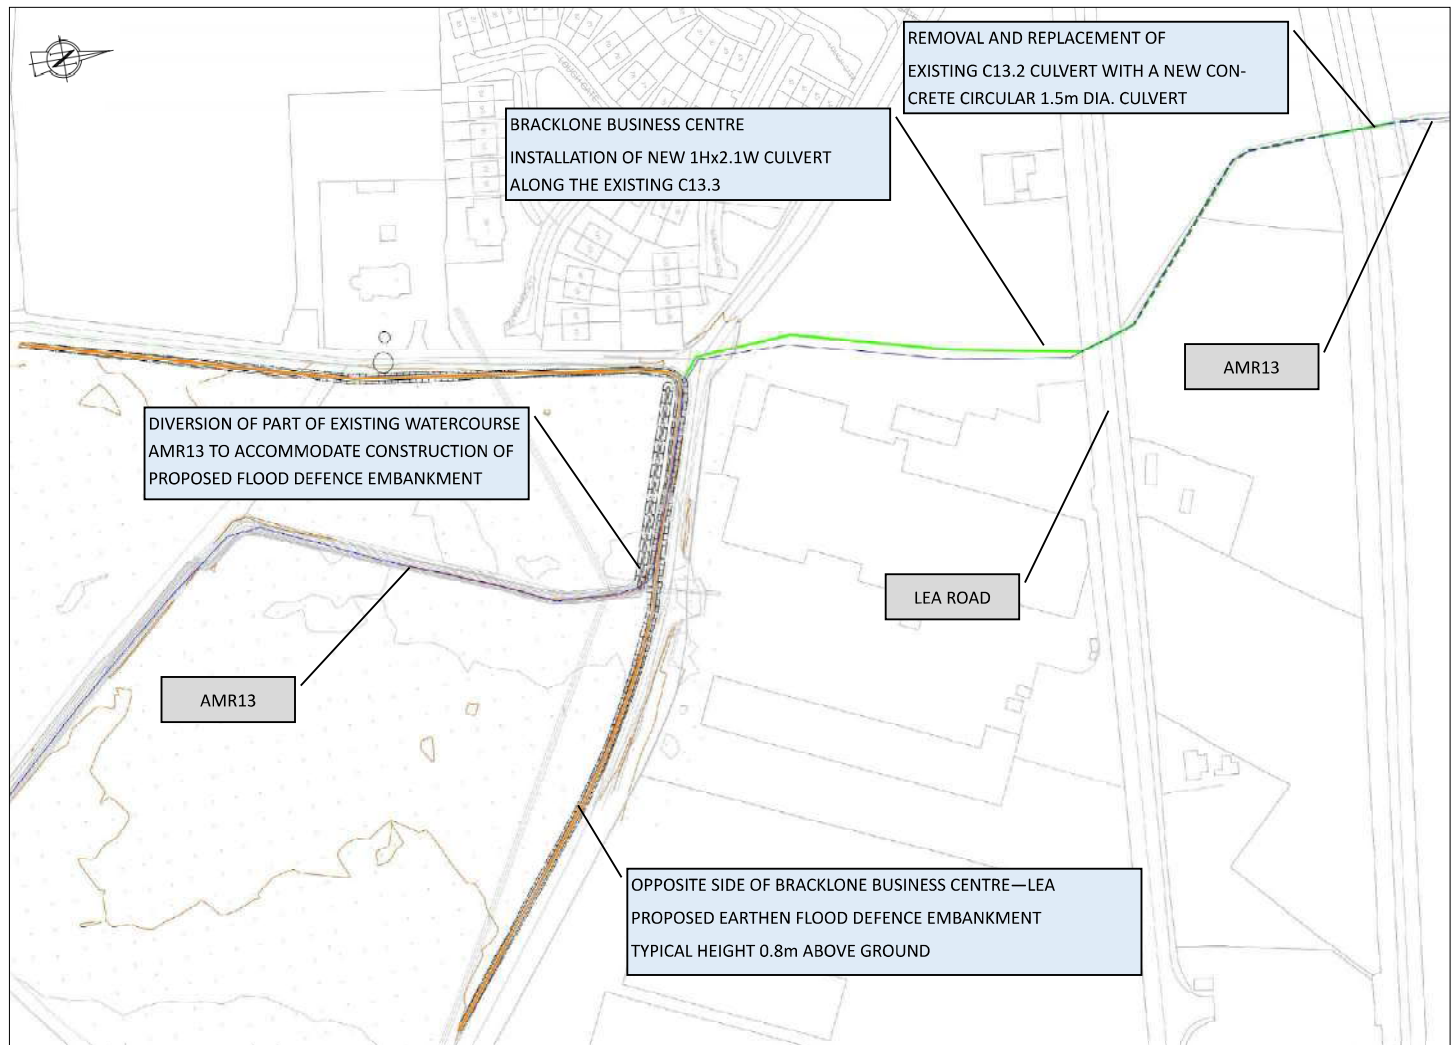 REMOVAL AND REPLACEMENT OF
EXISTING C13.2 CULVERT WITH A NEW CON-
CRETE CIRCULAR 1.5m DIA. CULVERT
BRACKLONE BUSINESS CENTRE
INSTALLATION OF NEW 1Hx2.1W CULVERT
ALONG THE EXISTING C13.3
AMR13
DIVERSION OF PART OF EXISTING WATERCOURSE
AMR13 TO ACCOMMODATE CONSTRUCTION OF
PROPOSED FLOOD DEFENCE EMBANKMENT
LEA ROAD
AMR13
OPPOSITE SIDE OF BRACKLONE BUSINESS CENTRE—LEA
PROPOSED EARTHEN FLOOD DEFENCE EMBANKMENT
TYPICAL HEIGHT 0.8m ABOVE GROUND